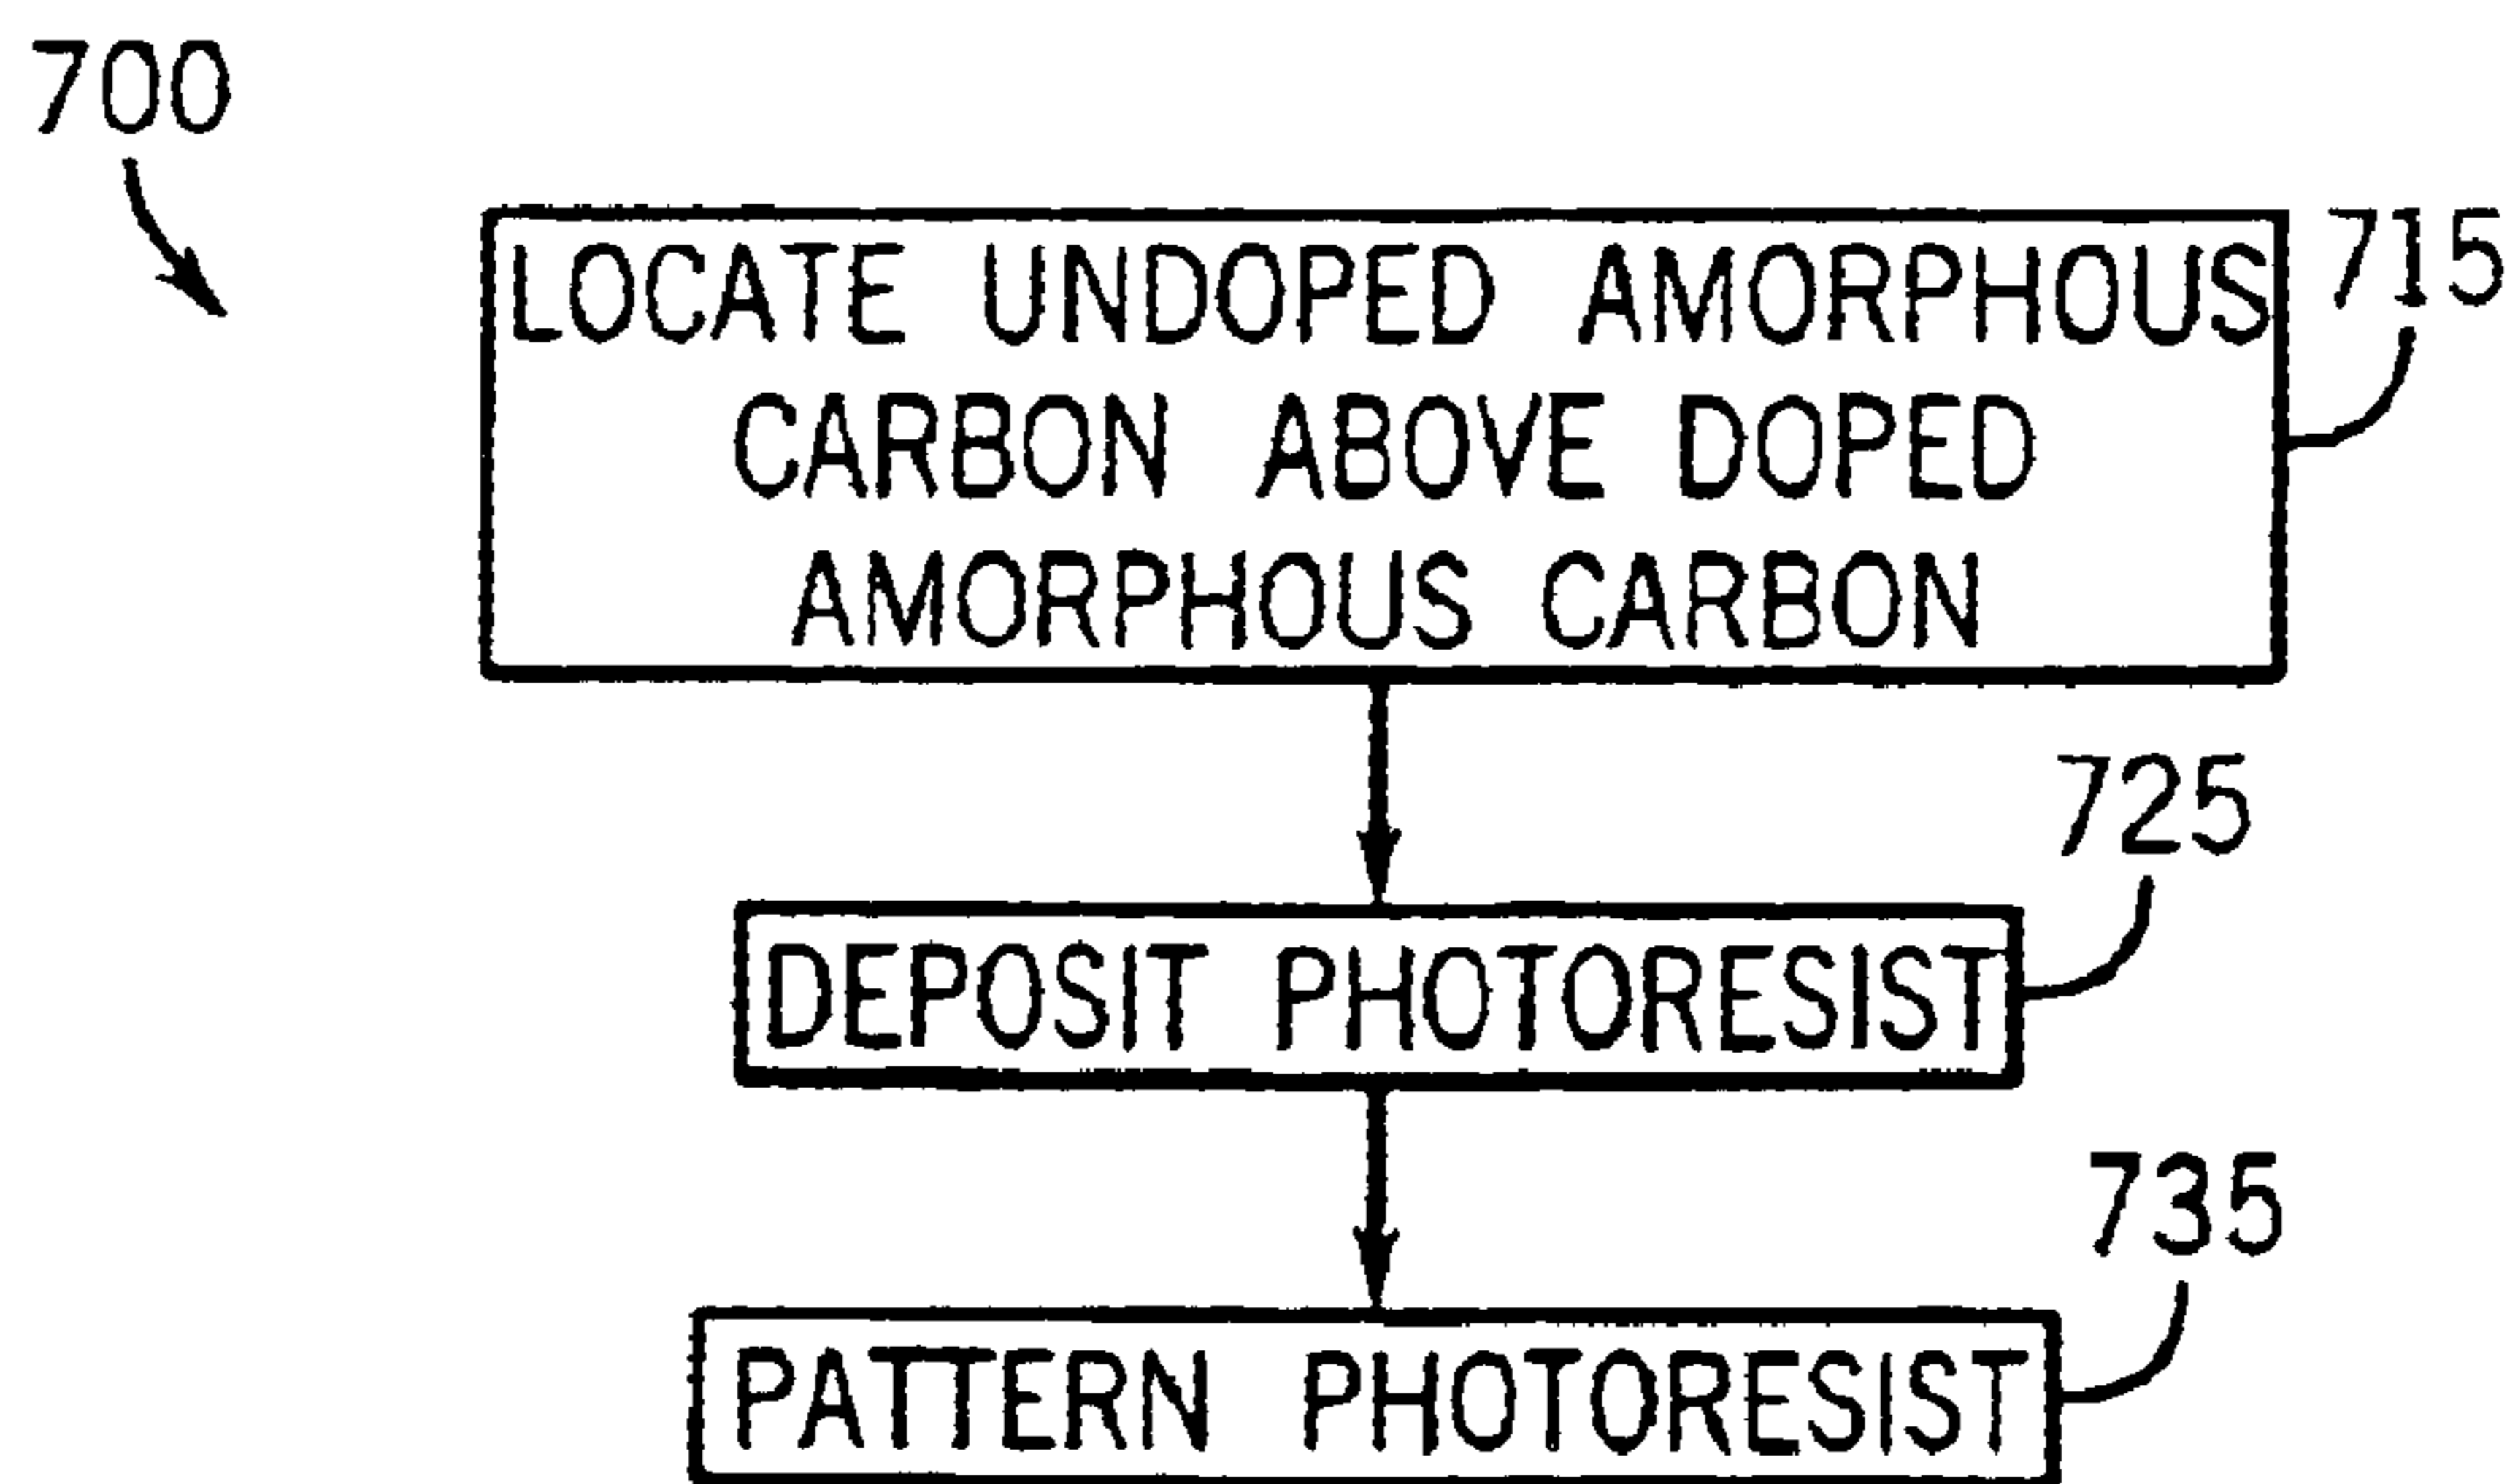 700
LOCATE UNDOPED AMORPHOUS
CARBON ABOVE DOPED
AMORPHOUS CARBON
715
725
DEPOSIT PHOTORESIST
735
PATTERN PHOTORESIST